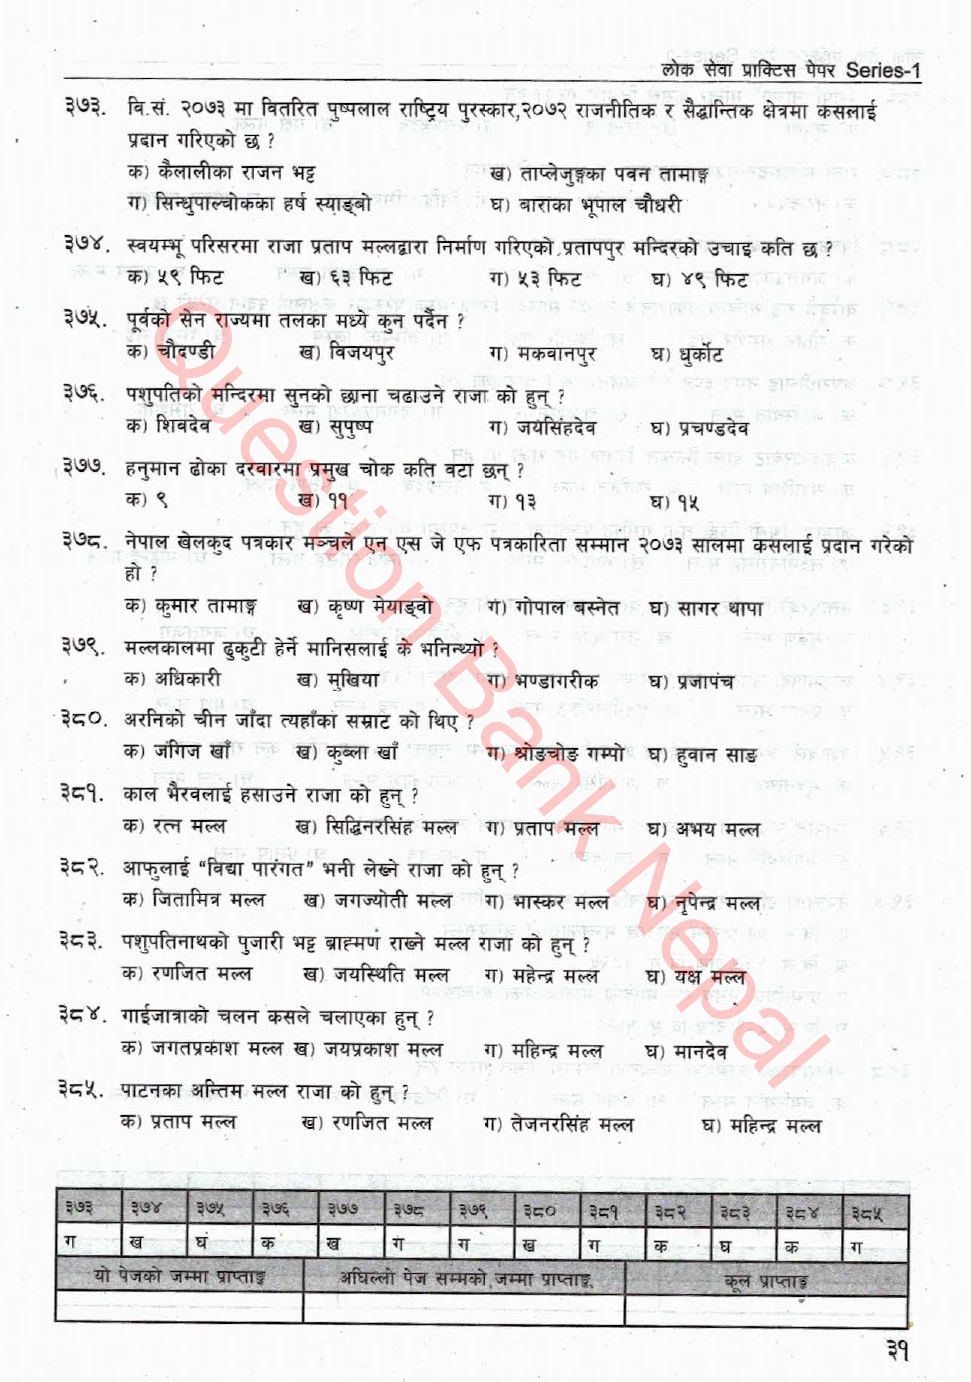 लोक सेवा प्राक्टिस पेपर Series-1
३७३. बि.सं. २०७३ मा वितरित पुष्पलाल राष्ट्रिय पुरस्कार,२०७२ राजनीतिक र सैद्धान्तिक क्षेत्रमा कसलाई
प्रदान गरिएको छ ?
क) कैलालीका राजन भट्ट ख) ताप्लेजुङ्गका पवन तामाङ्ग
ग) सिन्धुपाल्चोकका हर्ष स्याङ्बो घ) बाराका भूपाल चौधरी
३७४. स्वयम्भू परिसरमा राजा प्रताप मल्लद्वारा निर्माण गरिएको प्रतापपुर मन्दिरको उचाइ कति छ ?
क) ५९ फिट ख) ६३ फिट ग) ५३ फिट घ) ४९ फिट
३७५. पूर्वको सेन राज्यमा तलका मध्ये कुन पर्दैन ?
क) चौदण्डी ख) विजयपुर ग) मकवानपुर घ) धुर्कोट
३७६. पशुपतिको मन्दिरमा सुनको छाना चढाउने राजा को हुन् ?
क) शिवदेव ख) सुपुष्प ग) जयसिंहदेव घ) प्रचण्डदेव
३७७. हनुमान ढोका दरवारमा प्रमुख चोक कति वटा छन् ?
क) ९ ख) ११ ग) १३ घ) १५
३७८. नेपाल खेलकुद पत्रकार मञ्चले एन एस जे एफ पत्रकारिता सम्मान २०७३ सालमा कसलाई प्रदान गरेको
हो ?
क) कुमार तामाङ्ग ख) कृष्ण मेयाङ्वो ग) गोपाल बस्नेत घ) सागर थापा
३७९. मल्लकालमा ढुकुटी हेर्ने मानिसलाई के भनिन्थ्यो ?
क) अधिकारी ख) मुखिया ग) भण्डागरीक घ) प्रजापंच
३८०. अरनिको चीन जाँदा त्यहाँका सम्राट को थिए ?
क) जंगिज खाँ ख) कुब्ला खाँ ग) श्रोङचोङ गम्पो घ) हुवान साङ
३८१. काल भैरवलाई हसाउने राजा को हुन् ?
क) रत्न मल्ल ख) सिद्धिनरसिंह मल्ल ग) प्रताप मल्ल घ) अभय मल्ल
३८२. आफुलाई “विद्या पारंगत” भनी लेख्ने राजा को हुन् ?
क) जितामित्र मल्ल ख) जगज्योती मल्ल ग) भास्कर मल्ल घ) नृपेन्द्र मल्ल
३८३. पशुपतिनाथको पुजारी भट्ट ब्राह्मण राख्ने मल्ल राजा को हुन् ?
क) रणजित मल्ल ख) जयस्थिति मल्ल ग) महेन्द्र मल्ल घ) यक्ष मल्ल
३८४. गाईजात्राको चलन कसले चलाएका हुन् ?
क) जगतप्रकाश मल्ल ख) जयप्रकाश मल्ल ग) महिन्द्र मल्ल घ) मानदेव
३८५. पाटनका अन्तिम मल्ल राजा को हुन् ?
क) प्रताप मल्ल ख) रणजित मल्ल ग) तेजनरसिंह मल्ल घ) महिन्द्र मल्ल
३७३ ३७४ ३७५ ३७६ ३७७ ३७८ ३७९ ३८० ३८१ ३८२ ३८३ ३८४ ३८५
ग ख घ क ख ग ग ख ग क घ क ग
यो पेजको जम्मा प्राप्ताङ्क अघिल्लो पेज सम्मको जम्मा प्राप्ताङ्क कूल प्राप्ताङ्क
३१
Question Bank Nepal